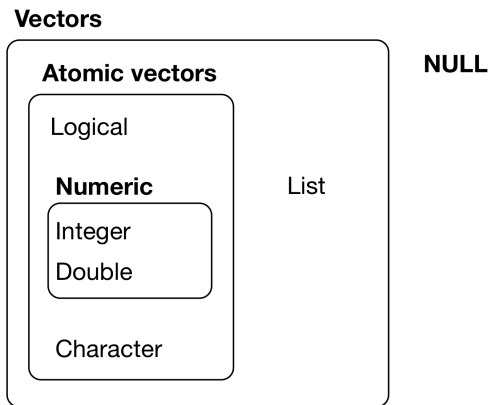 Vectors
NULL
Atomic vectors
Logical
Numeric
List
Integer
Double
Character